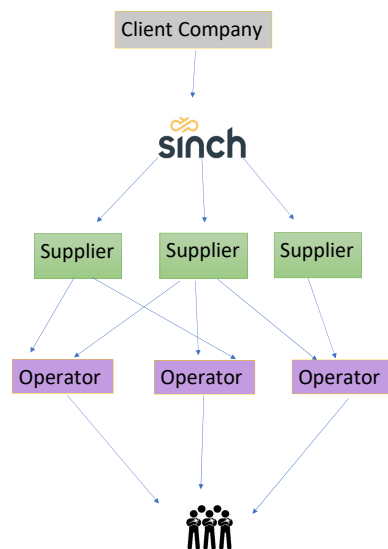 Client Company
sinch
Supplier
Supplier
Supplier
Operator
Operator
Operator